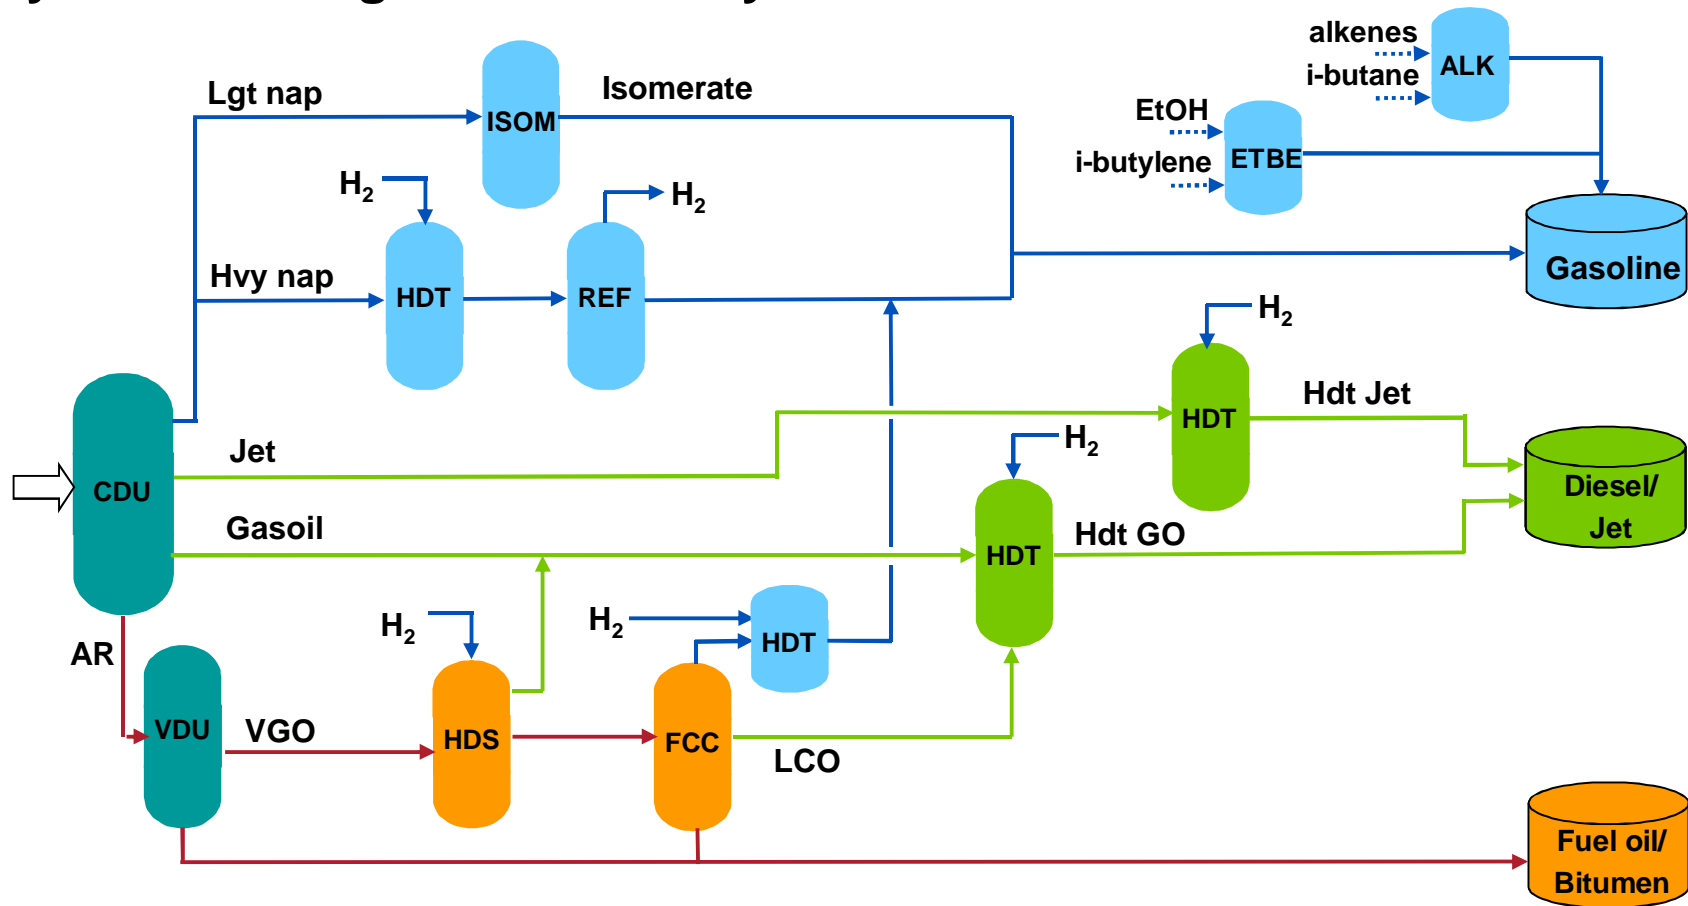 alkenes
i-butane
ALK
EtOH
i-butylene
ETBE
Lgt nap
ISOM
Isomerate
H2
H2
Hvy nap
HDT
REF
Gasoline
H2
HDT
Hdt Jet
Jet
H2
CDU
Gasoil
HDT
Hdt GO
Diesel/
Jet
AR
H2
H2
HDT
VDU
VGO
HDS
FCC
LCO
Fuel oil/
Bitumen